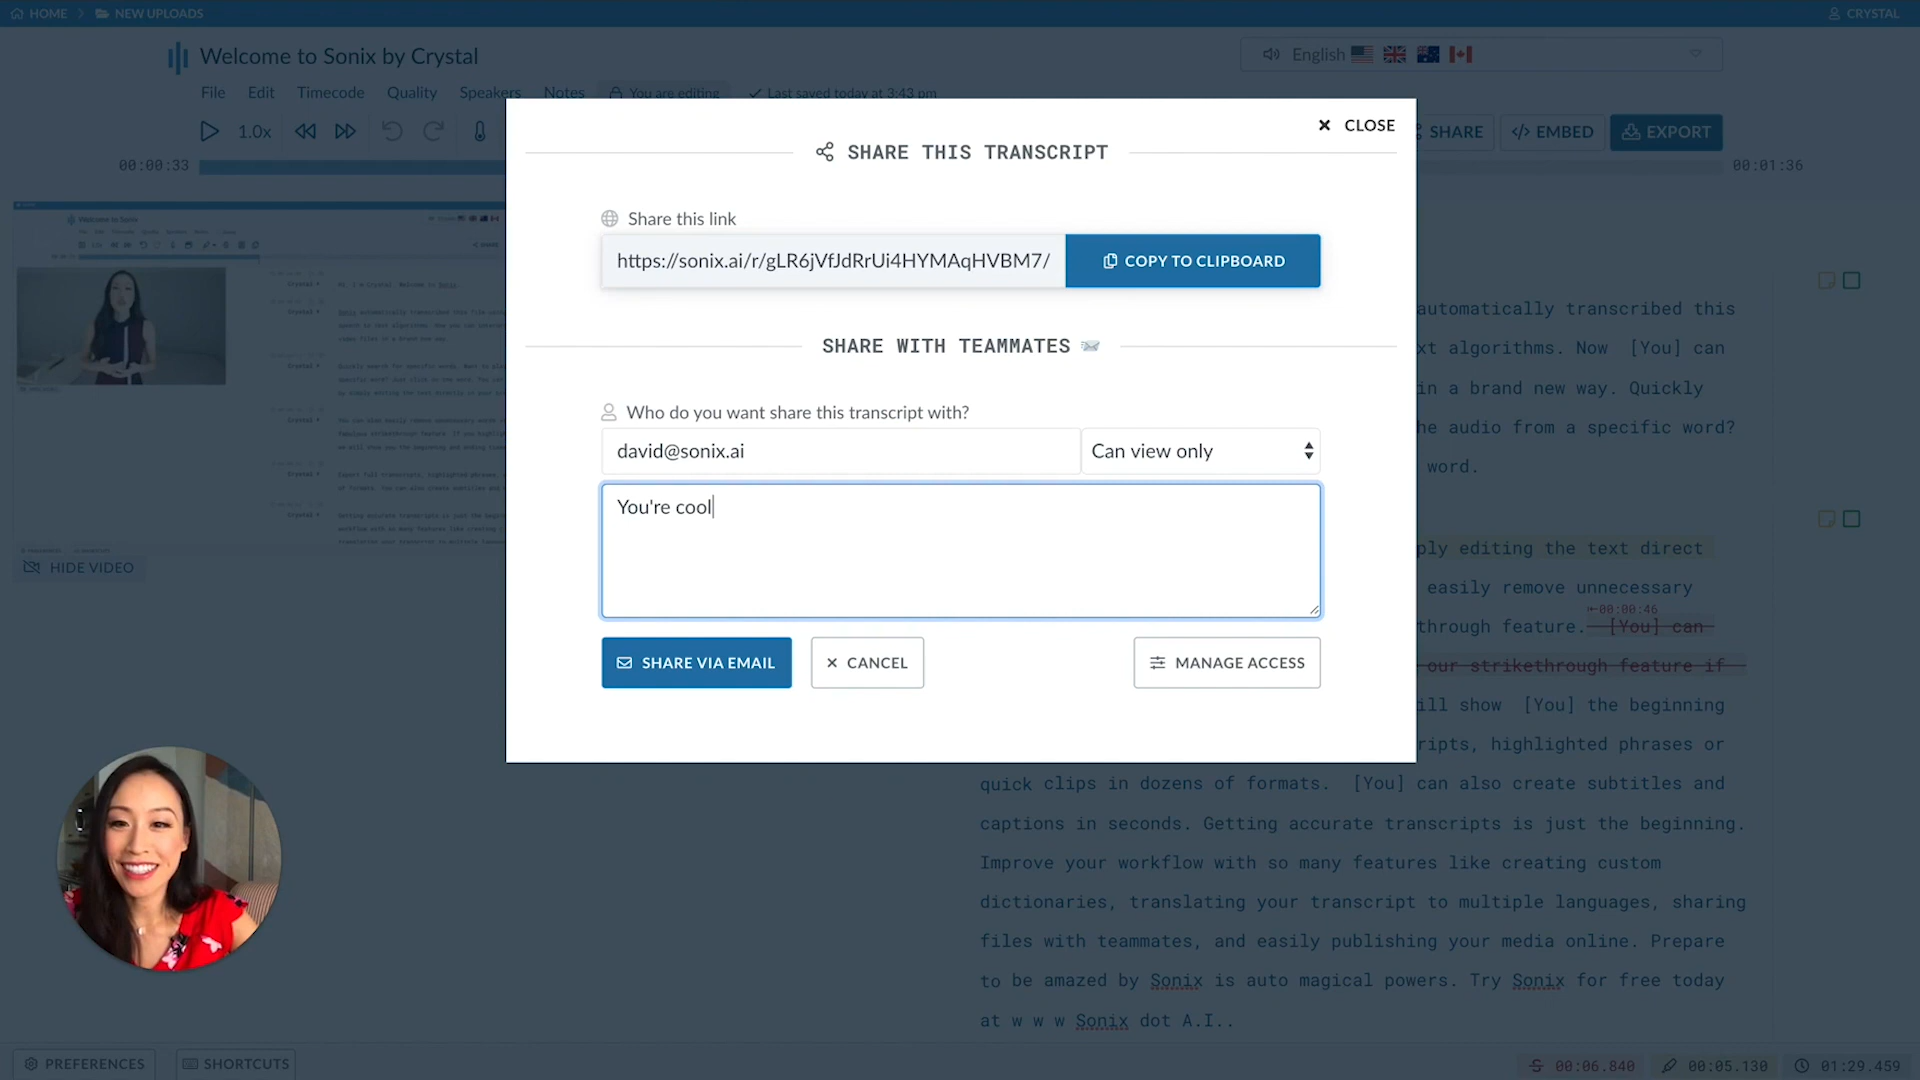 HOME > NEW UPLOADS
CRYSTAL
Welcome to Sonix by Crystal
English
File Edit Timecode Quality Speakers Notes You are editing Last saved today at 3:43 pm
1.0x
SHARE </> EMBED EXPORT
00:00:33
00:01:36
× CLOSE
SHARE THIS TRANSCRIPT
Share this link
https://sonix.ai/r/gLR6jVfJdRrUi4HYMAqHVBM7/
COPY TO CLIPBOARD
SHARE WITH TEAMMATES
Who do you want share this transcript with?
david@sonix.ai
Can view only
You're cool
SHARE VIA EMAIL
× CANCEL
MANAGE ACCESS
Welcome to Sonix
HIDE VIDEO
automatically transcribed this
xt algorithms. Now [You] can
in a brand new way. Quickly
he audio from a specific word?
word.
ply editing the text direct
easily remove unnecessary
00:00:46
through feature. [You] can
our strikethrough feature if
ill show [You] the beginning
ripts, highlighted phrases or
quick clips in dozens of formats. [You] can also create subtitles and
captions in seconds. Getting accurate transcripts is just the beginning.
Improve your workflow with so many features like creating custom
dictionaries, translating your transcript to multiple languages, sharing
files with teammates, and easily publishing your media online. Prepare
to be amazed by Sonix is auto magical powers. Try Sonix for free today
at w w w Sonix dot A.I..
PREFERENCES
SHORTCUTS
00:06.840
00:05.130
01:29.459